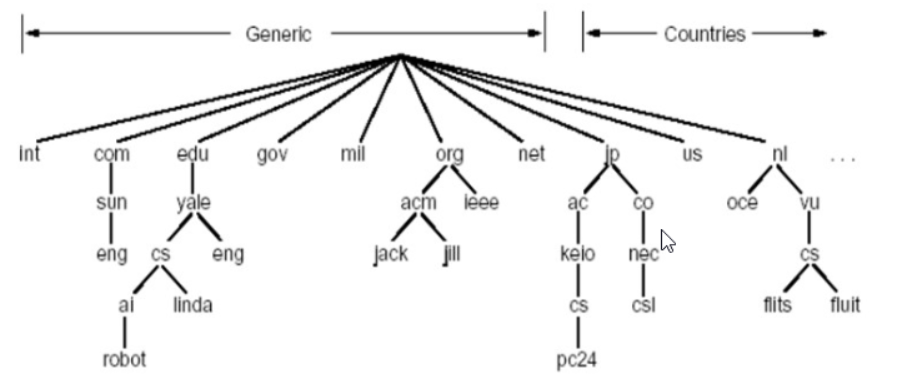 Generic Countries
int com edu gov mil org net jp us nl ...
sun yale acm ieee ac co oce vu
eng cs eng jack jill keio nec cs
ai linda cs csl flits fluit
robot pc24